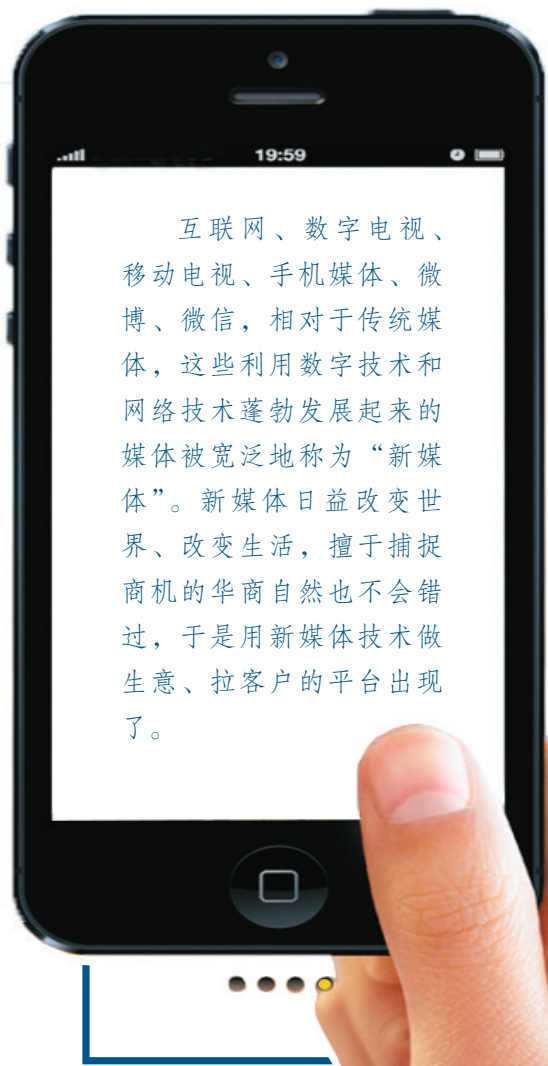 19:59
互联网、数字电视、
移动电视、手机媒体、微
博、微信，相对于传统媒
体，这些利用数字技术和
网络技术蓬勃发展起来的
媒体被宽泛地称为“新媒
体”。新媒体日益改变世
界、改变生活，擅于捕捉
商机的华商自然也不会错
过，于是用新媒体技术做
生意、拉客户的平台出现
了。